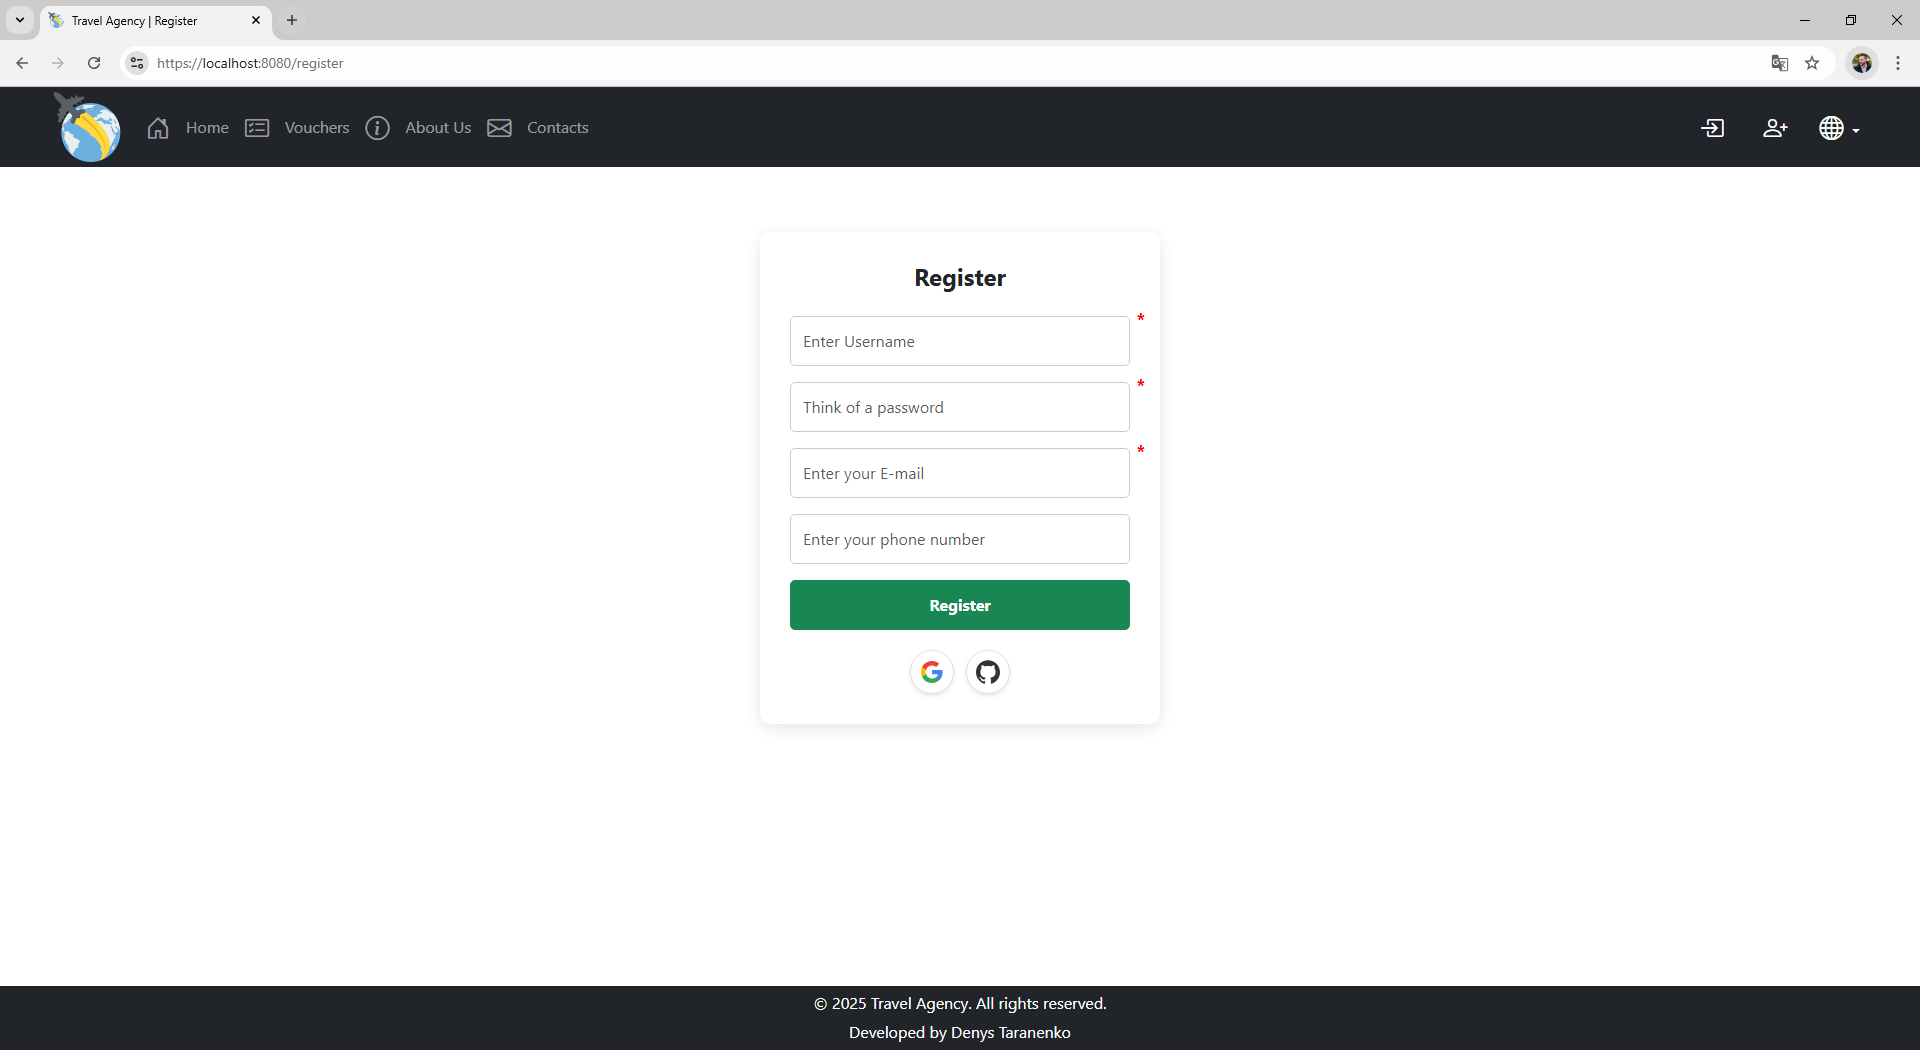 Travel Agency | Register
https://localhost:8080/register
Home Vouchers About Us Contacts
Register
*
Enter Username
*
Think of a password
*
Enter your E-mail
Enter your phone number
Register
© 2025 Travel Agency. All rights reserved.
Developed by Denys Taranenko